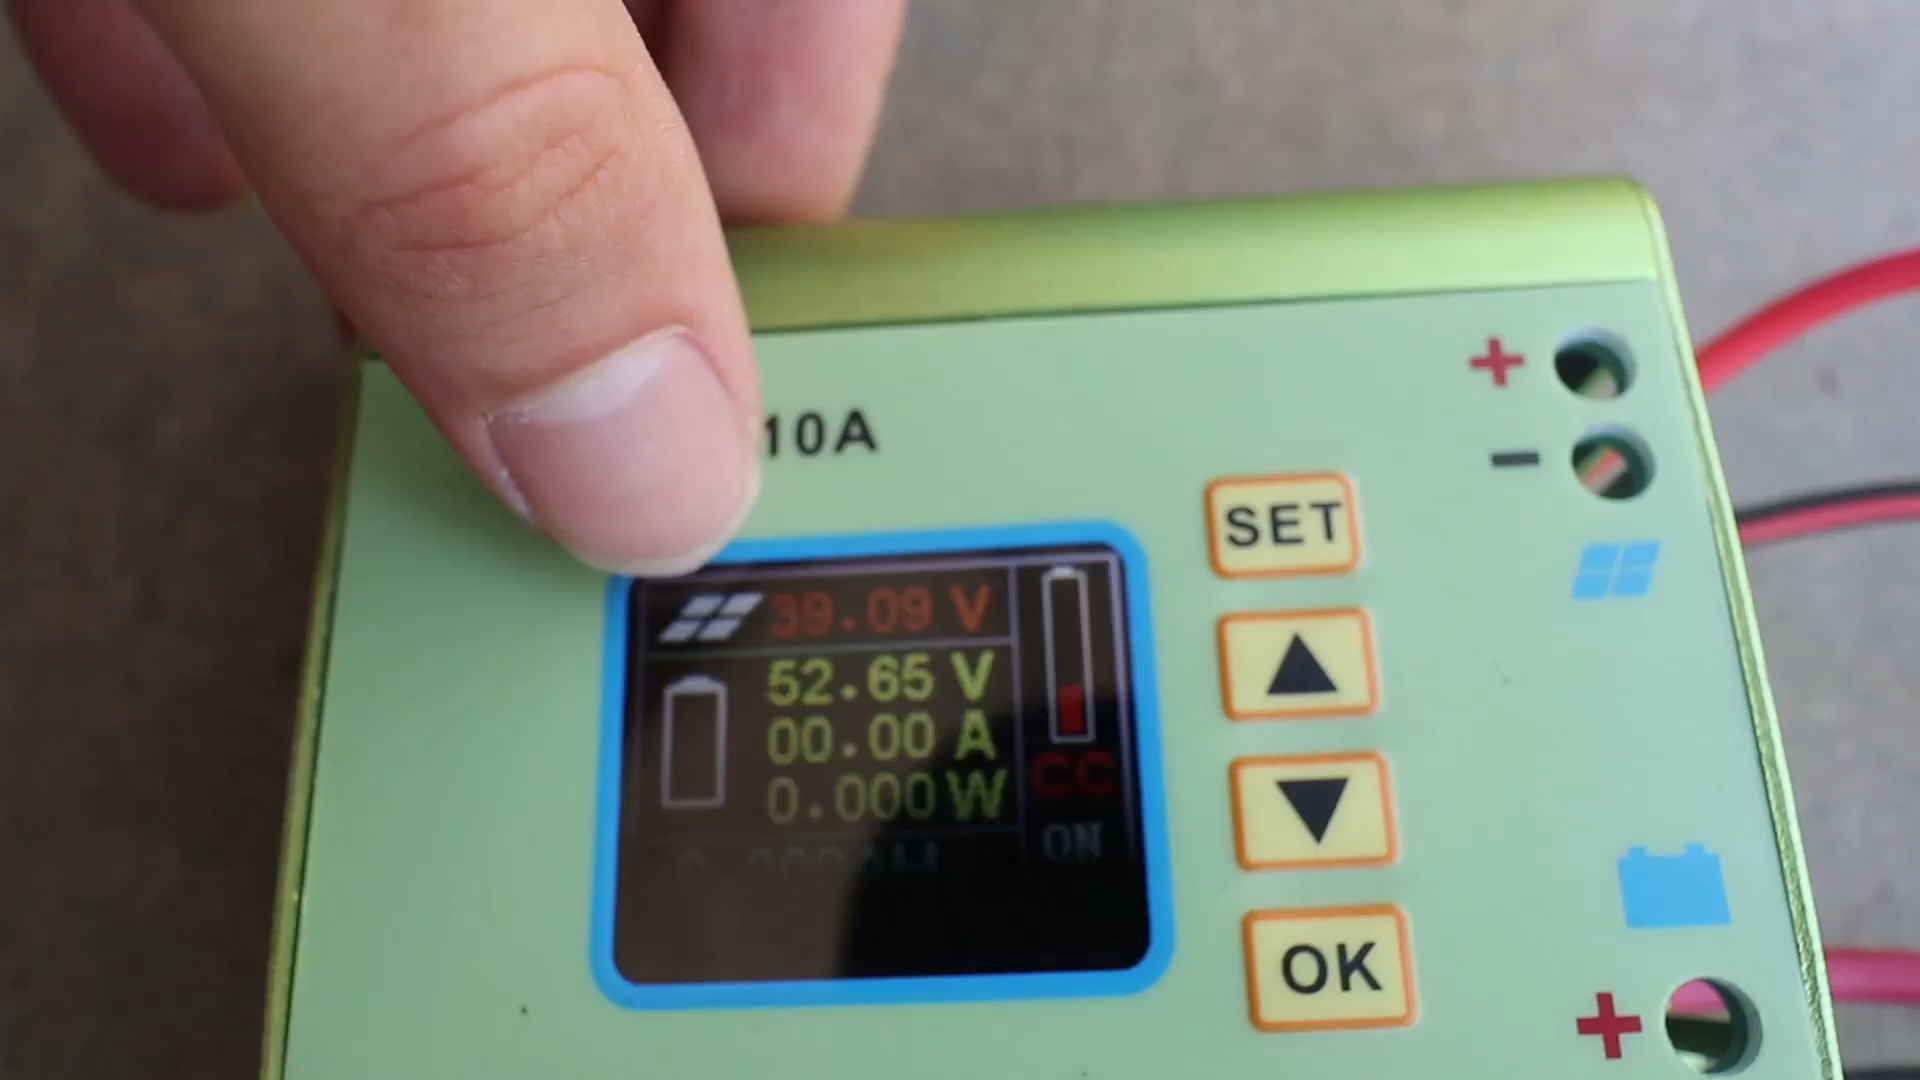 10A
39.09 V
52.65 V
00.00 A
0.000 W
CC
ON
SET
OK
+
-
+